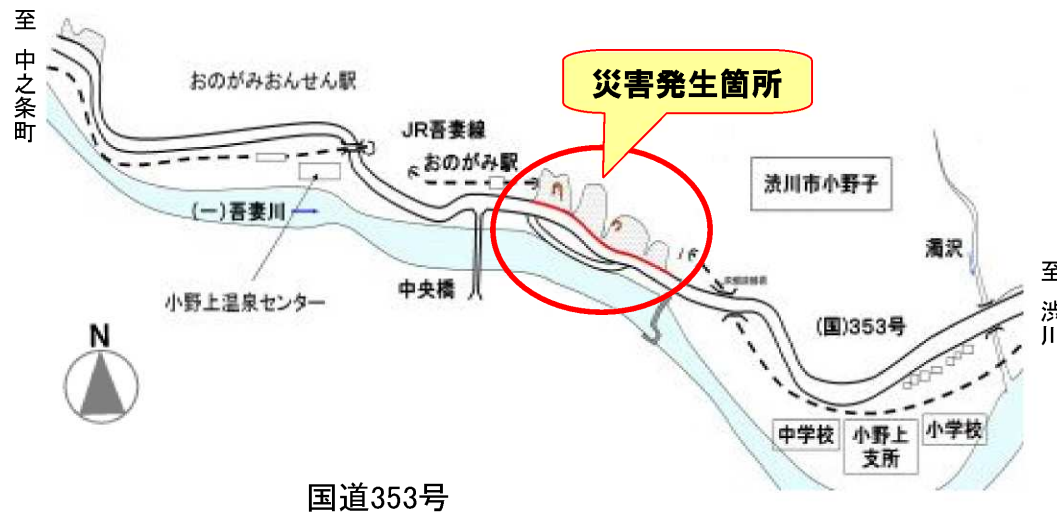 至 中之条町
おのがみおんせん駅
災害発生箇所
JR吾妻線
おのがみ駅
渋川市小野子
(一)吾妻川
濁沢
至 渋川
小野上温泉センター
中央橋
(国)353号
N
中学校
小野上
支所
小学校
国道353号